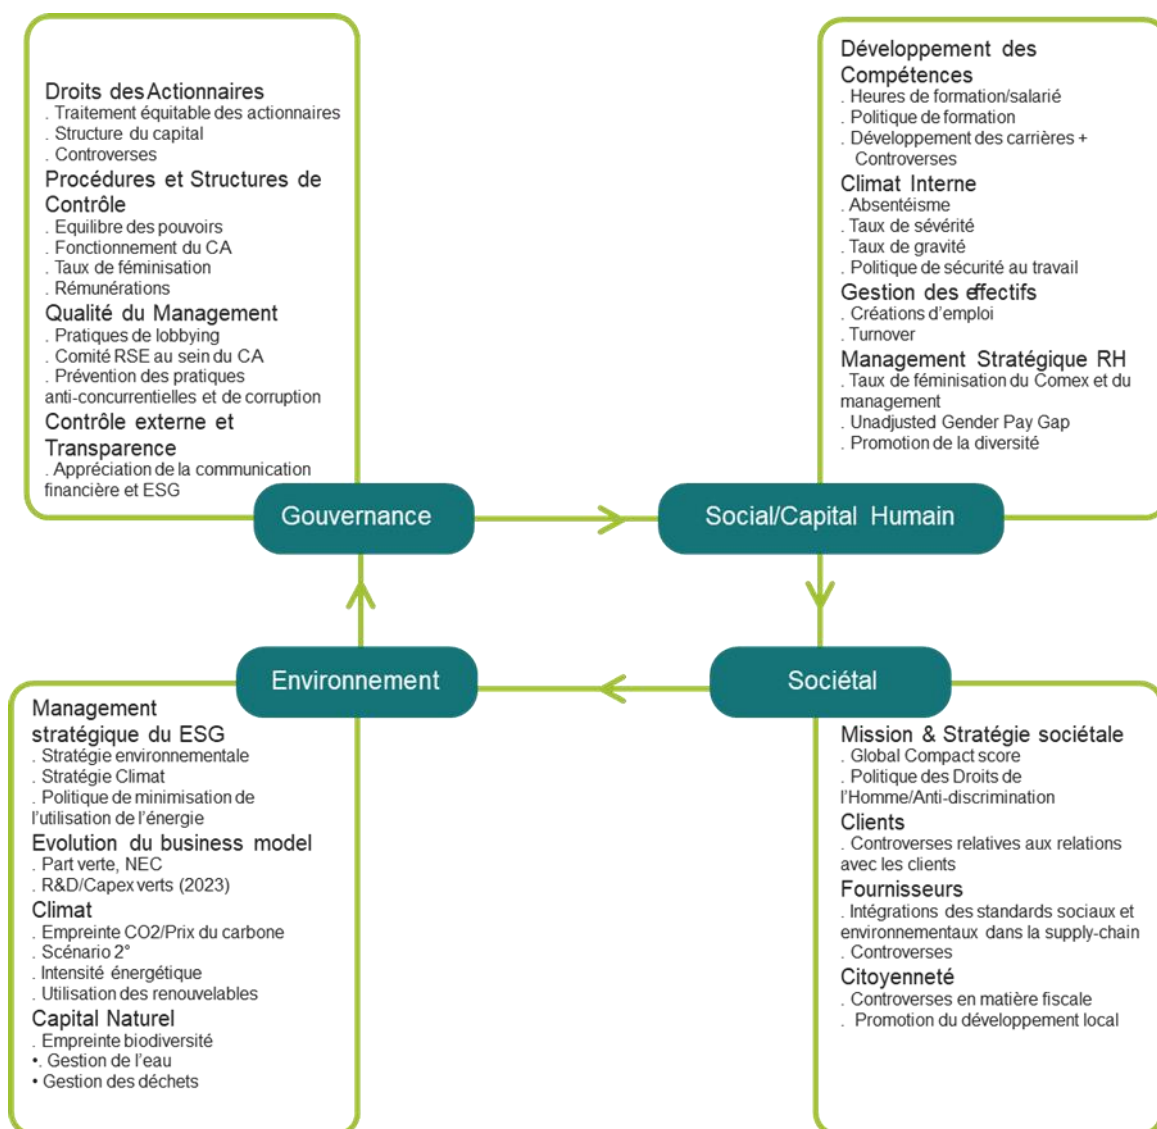 Droits des Actionnaires
. Traitement équitable des actionnaires
. Structure du capital
. Controverses
Procédures et Structures de
Contrôle
. Equilibre des pouvoirs
. Fonctionnement du CA
. Taux de féminisation
. Rémunérations
Qualité du Management
. Pratiques de lobbying
. Comité RSE au sein du CA
. Prévention des pratiques
anti-concurrentielles et de corruption
Contrôle externe et
Transparence
. Appréciation de la communication
financière et ESG
Gouvernance
Développement des
Compétences
. Heures de formation/salarié
. Politique de formation
. Développement des carrières +
Controverses
Climat Interne
. Absentéisme
. Taux de sévérité
. Taux de gravité
. Politique de sécurité au travail
Gestion des effectifs
. Créations d'emploi
. Turnover
Management Stratégique RH
. Taux de féminisation du Comex et du
management
. Unadjusted Gender Pay Gap
. Promotion de la diversité
Social/Capital Humain
Environnement
Management
stratégique du ESG
. Stratégie environnementale
. Stratégie Climat
. Politique de minimisation de
l'utilisation de l'énergie
Evolution du business model
. Part verte, NEC
. R&D/Capex verts (2023)
Climat
. Empreinte CO2/Prix du carbone
. Scénario 2°
. Intensité énergétique
. Utilisation des renouvelables
Capital Naturel
. Empreinte biodiversité
•. Gestion de l'eau
• Gestion des déchets
Sociétal
Mission & Stratégie sociétale
. Global Compact score
. Politique des Droits de
l'Homme/Anti-discrimination
Clients
. Controverses relatives aux relations
avec les clients
Fournisseurs
. Intégrations des standards sociaux et
environnementaux dans la supply-chain
. Controverses
Citoyenneté
. Controverses en matière fiscale
. Promotion du développement local